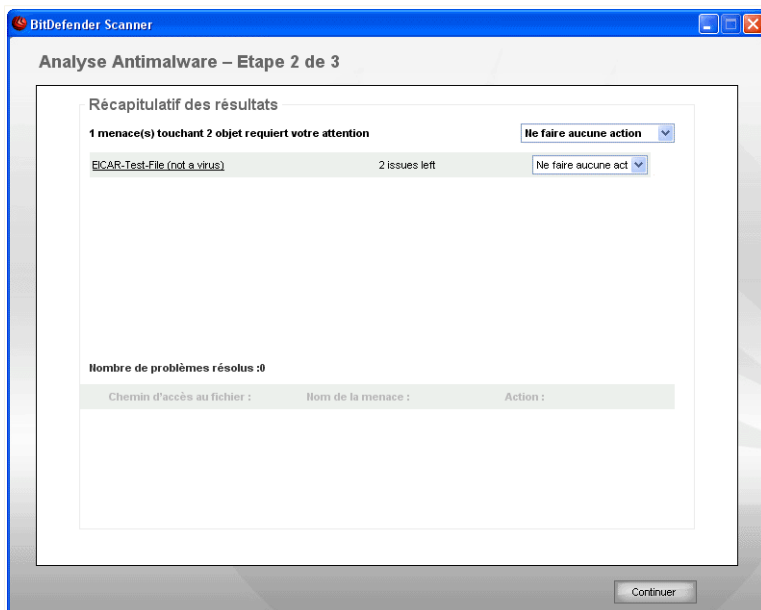 BitDefender Scanner
Analyse Antimalware – Etape 2 de 3
Récapitulatif des résultats
1 menace(s) touchant 2 objet requiert votre attention
Ne faire aucune action
EICAR-Test-File (not a virus)
2 issues left
Ne faire aucune act
Nombre de problèmes résolus :0
Chemin d'accès au fichier :
Nom de la menace :
Action :
Continuer